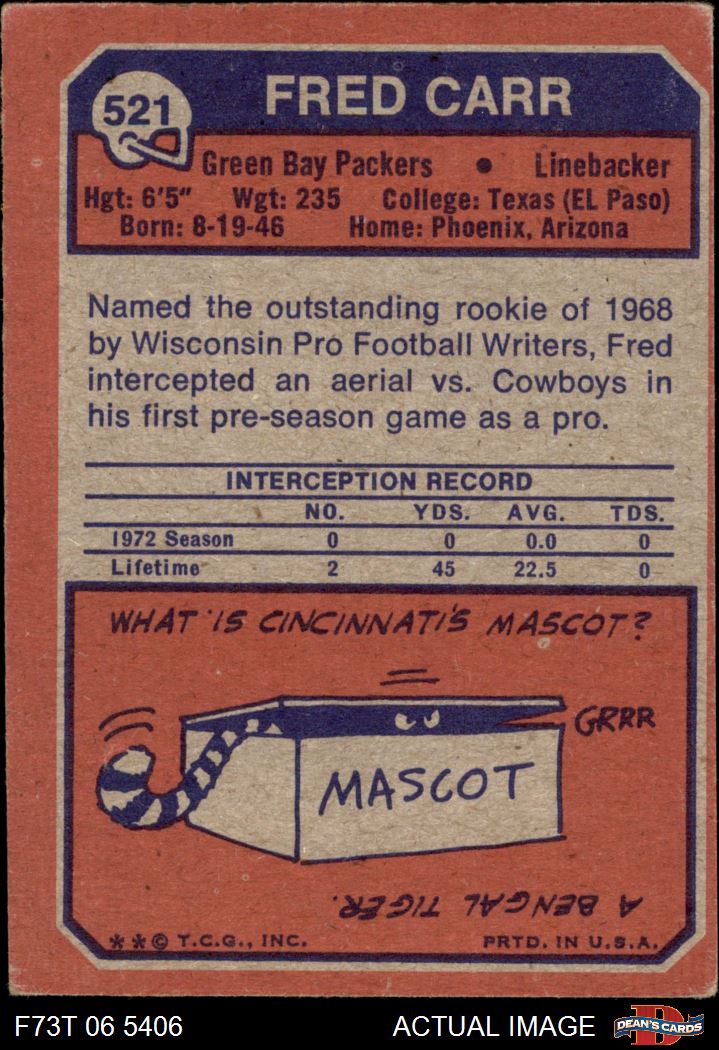 521
FRED CARR
Green Bay Packers • Linebacker
Hgt: 6'5" Wgt: 235 College: Texas (EL Paso)
Born: 8-19-46 Home: Phoenix, Arizona
Named the outstanding rookie of 1968
by Wisconsin Pro Football Writers, Fred
intercepted an aerial vs. Cowboys in
his first pre-season game as a pro.
INTERCEPTION RECORD
NO. YDS. AVG. TDS.
1972 Season 0 0 0.0 0
Lifetime 2 45 22.5 0
WHAT IS CINCINNATI'S MASCOT?
GRRR
MASCOT
A BENGAL TIGER.
**© T.C.G., INC. PRTD. IN U.S.A.
F73T 06 5406 ACTUAL IMAGE DEAN'S CARDS